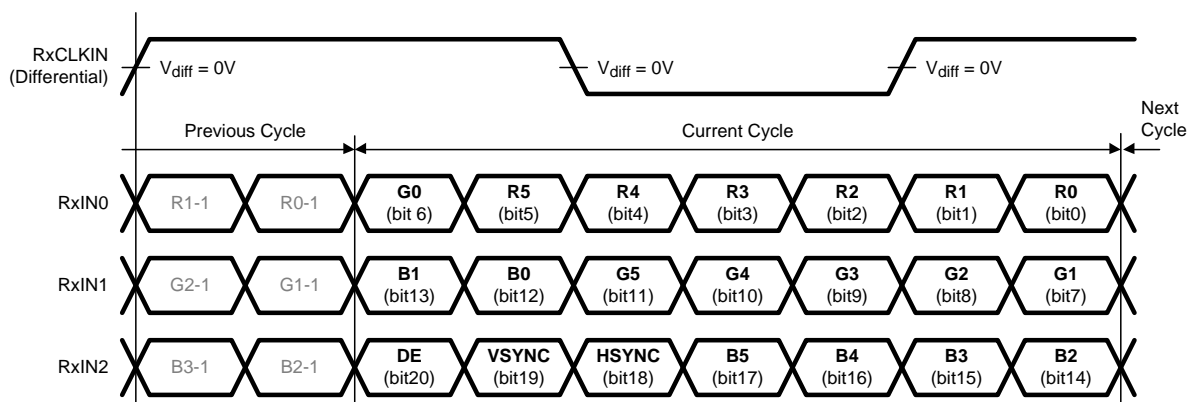 RxCLKIN
(Differential)
Vdiff = 0V
Vdiff = 0V
Vdiff = 0V
Previous Cycle
Current Cycle
Next
Cycle
RxIN0
R1-1
R0-1
G0
(bit 6)
R5
(bit5)
R4
(bit4)
R3
(bit3)
R2
(bit2)
R1
(bit1)
R0
(bit0)
RxIN1
G2-1
G1-1
B1
(bit13)
B0
(bit12)
G5
(bit11)
G4
(bit10)
G3
(bit9)
G2
(bit8)
G1
(bit7)
RxIN2
B3-1
B2-1
DE
(bit20)
VSYNC
(bit19)
HSYNC
(bit18)
B5
(bit17)
B4
(bit16)
B3
(bit15)
B2
(bit14)